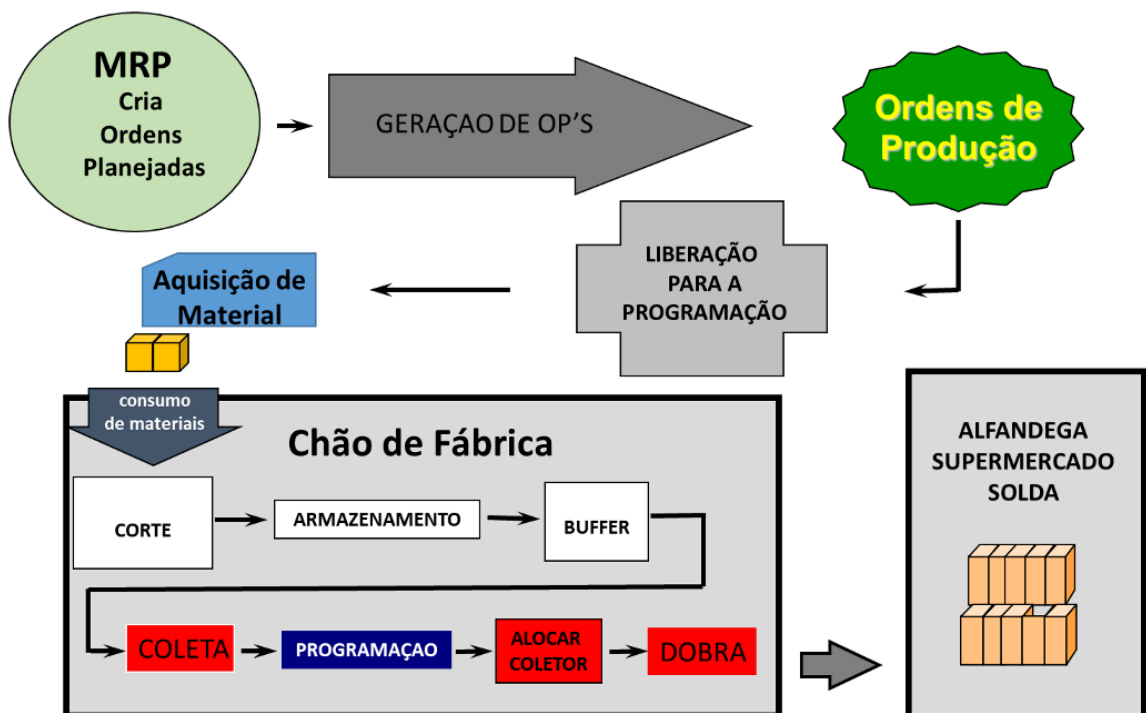 MRP
Cria
Ordens
Planejadas
GERAÇAO DE OP'S
Ordens de
Produção
LIBERAÇÃO
PARA A
PROGRAMAÇÃO
Aquisição de
Material
consumo
de materiais
Chão de Fábrica
CORTE
ARMAZENAMENTO
BUFFER
COLETA
PROGRAMAÇAO
ALOCAR
COLETOR
DOBRA
ALFANDEGA
SUPERMERCADO
SOLDA